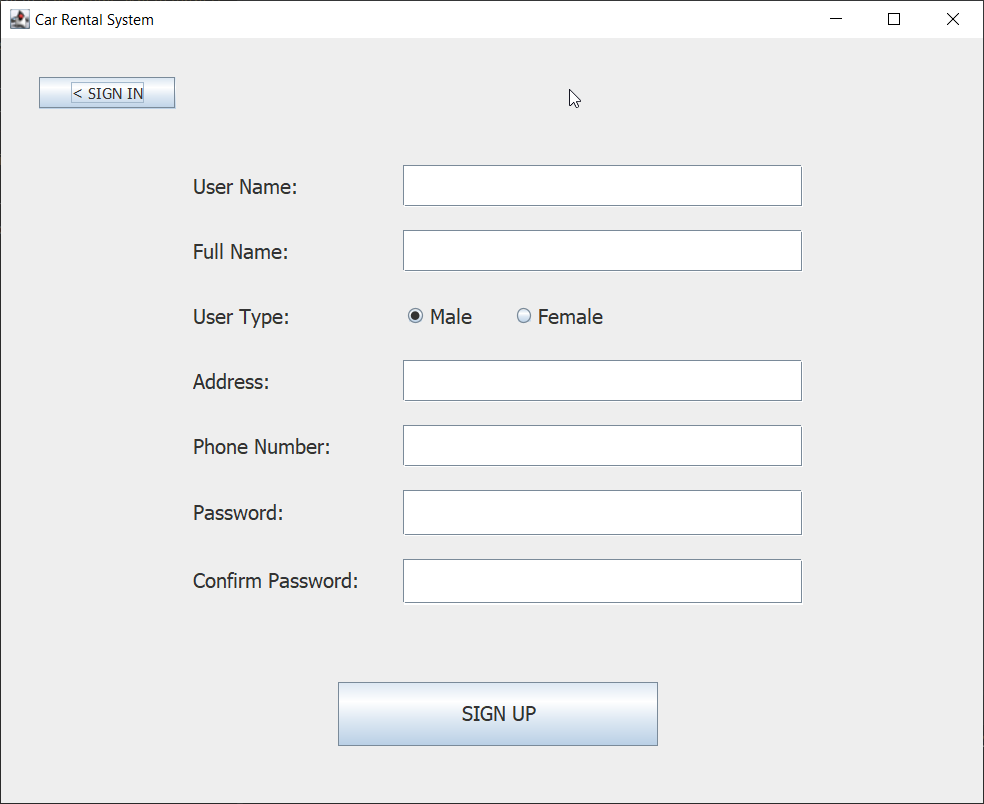 Car Rental System
< SIGN IN
User Name:
Full Name:
User Type: Male Female
Address:
Phone Number:
Password:
Confirm Password:
SIGN UP